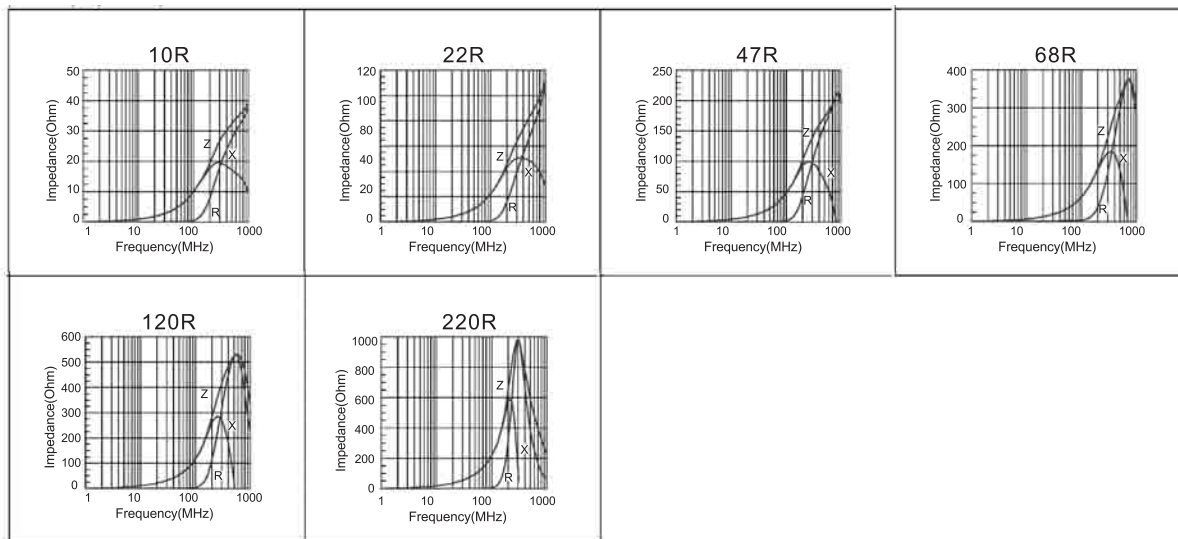 10R
50
40
30
20
10
0
Impedance(Ohm)
Z
X
R
1 10 100 1000
Frequency(MHz)
22R
120
100
80
60
40
20
0
Impedance(Ohm)
Z
X
R
1 10 100 1000
Frequency(MHz)
47R
250
200
150
100
50
0
Impedance(Ohm)
Z
X
R
1 10 100 1000
Frequency(MHz)
68R
400
300
200
100
0
Impedance(Ohm)
Z
X
R
1 10 100 1000
Frequency(MHz)
120R
600
500
400
300
200
100
0
Impedance(Ohm)
Z
X
R
1 10 100 1000
Frequency(MHz)
220R
1000
800
600
400
200
0
Impedance(Ohm)
Z
X
R
1 10 100 1000
Frequency(MHz)